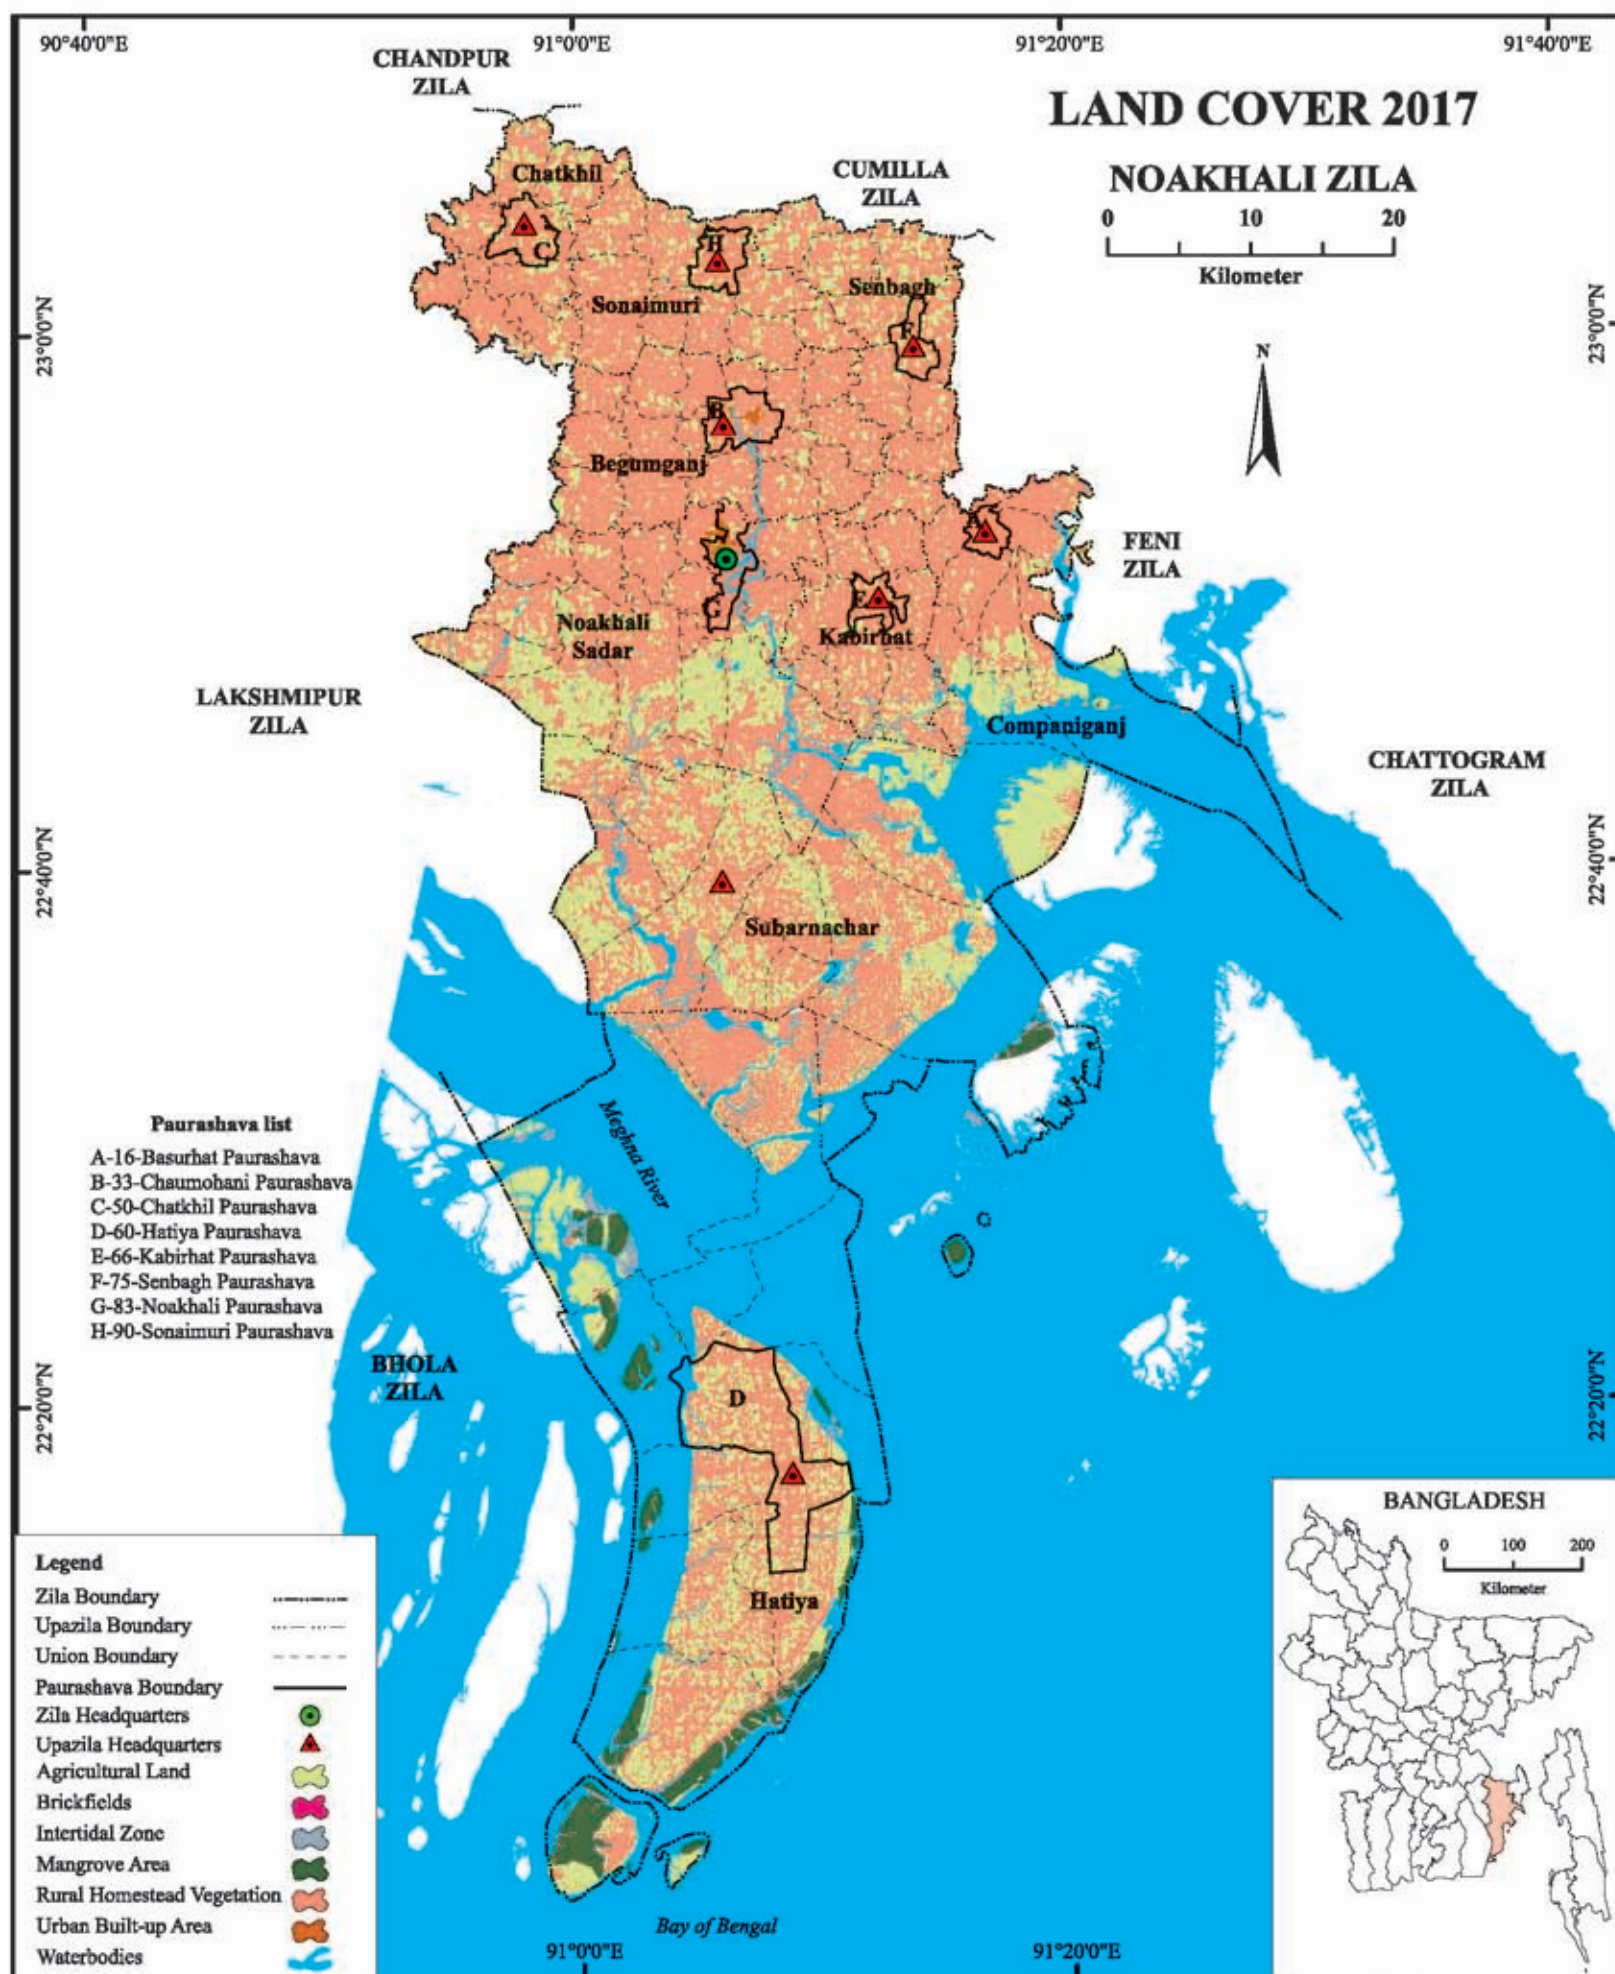 90°40'0"E
91°0'0"E
91°20'0"E
91°40'0"E
CHANDPUR
ZILA
LAND COVER 2017
NOAKHALI ZILA
0 10 20
Kilometer
CUMILLA
ZILA
Chatkhil
C
H
Sonaimuri
Senbagh
F
23°0'0"N
23°0'0"N
N
B
Begumganj
A
FENI
ZILA
G
E
Noakhali
Sadar
Kabirhat
LAKSHMIPUR
ZILA
Companiganj
CHATTOGRAM
ZILA
22°40'0"N
22°40'0"N
Subarnachar
Meghna River
Paurashava list
A-16-Basurhat Paurashava
B-33-Chaumohani Paurashava
C-50-Chatkhil Paurashava
D-60-Hatiya Paurashava
E-66-Kabirhat Paurashava
F-75-Senbagh Paurashava
G-83-Noakhali Paurashava
H-90-Sonaimuri Paurashava
BHOLA
ZILA
22°20'0"N
22°20'0"N
D
Hatiya
Legend
Zila Boundary
Upazila Boundary
Union Boundary
Paurashava Boundary
Zila Headquarters
Upazila Headquarters
Agricultural Land
Brickfields
Intertidal Zone
Mangrove Area
Rural Homestead Vegetation
Urban Built-up Area
Waterbodies
Bay of Bengal
91°0'0"E
91°20'0"E
BANGLADESH
0 100 200
Kilometer